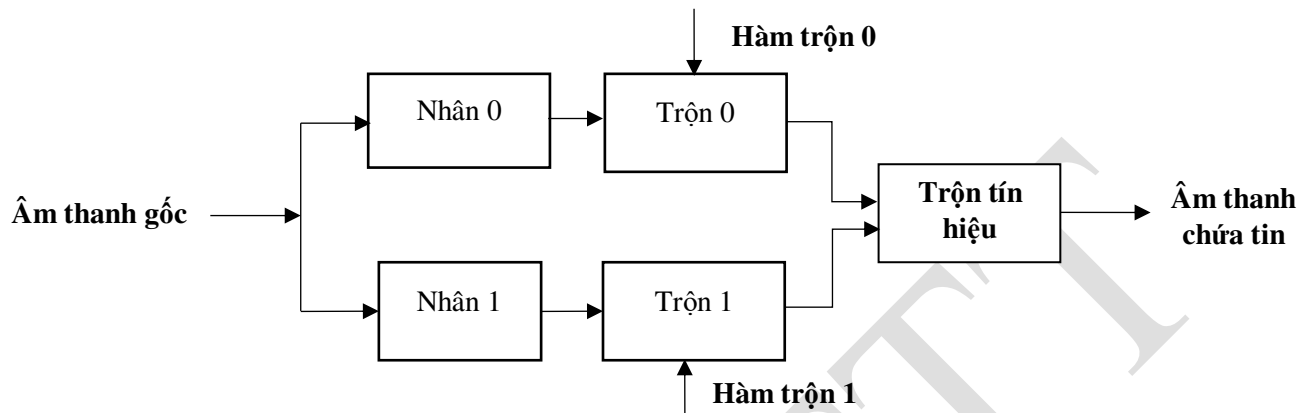 Hàm trộn 0
Nhân 0
Trộn 0
Âm thanh gốc
Trộn tín
hiệu
Âm thanh
chứa tin
Nhân 1
Trộn 1
Hàm trộn 1